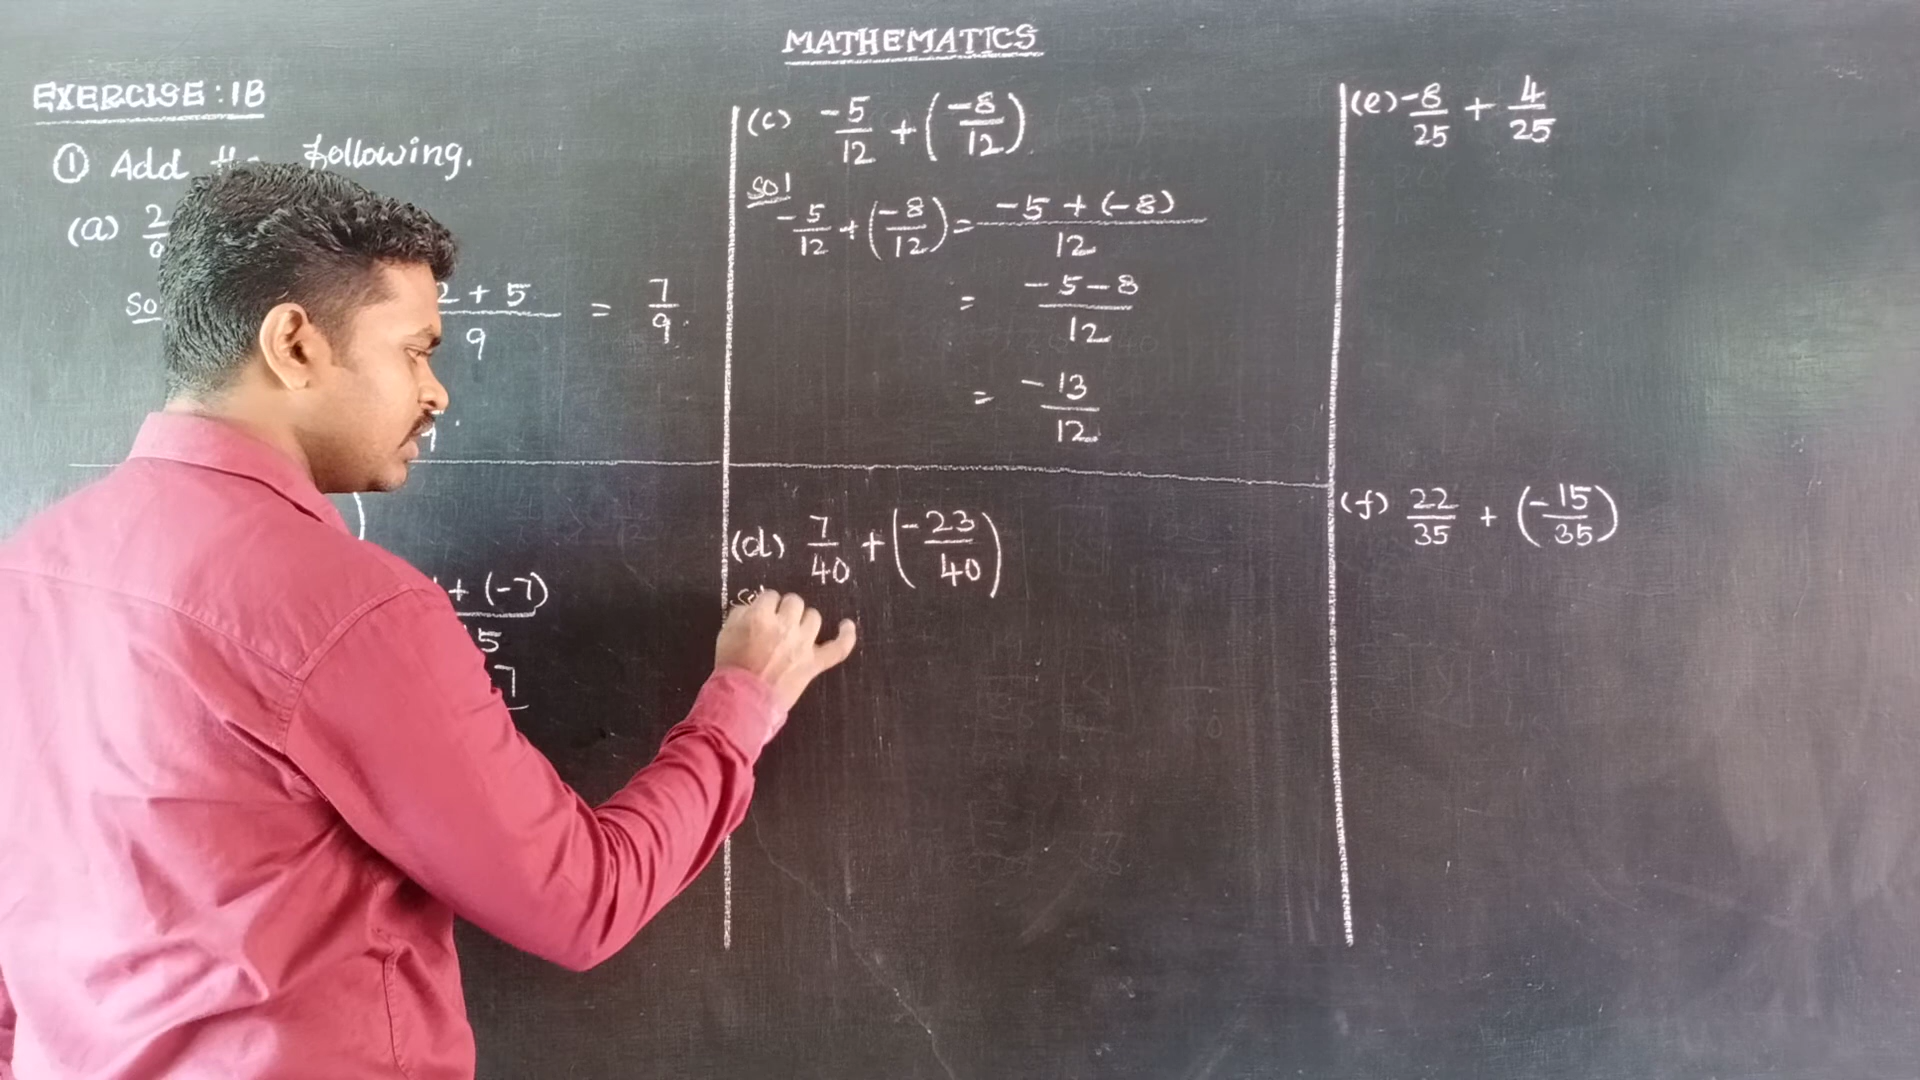 MATHEMATICS
EXERCISE : 1B
① Add following.
(a) 2
2 + 5 / 9 = 7/9.
+ (-7)
(c) -5/12 + (-8/12)
sol
-5/12 + (-8/12) = -5 + (-8) / 12
= -5-8 / 12
= -13/12
(d) 7/40 + (-23/40)
(e) -8/25 + 4/25
(f) 22/35 + (-15/35)